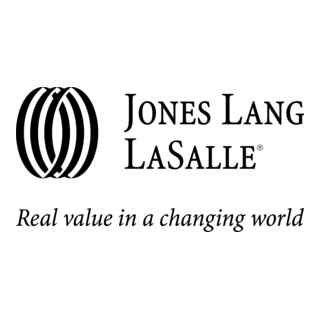 JONES LANG
LASALLE®
Real value in a changing world